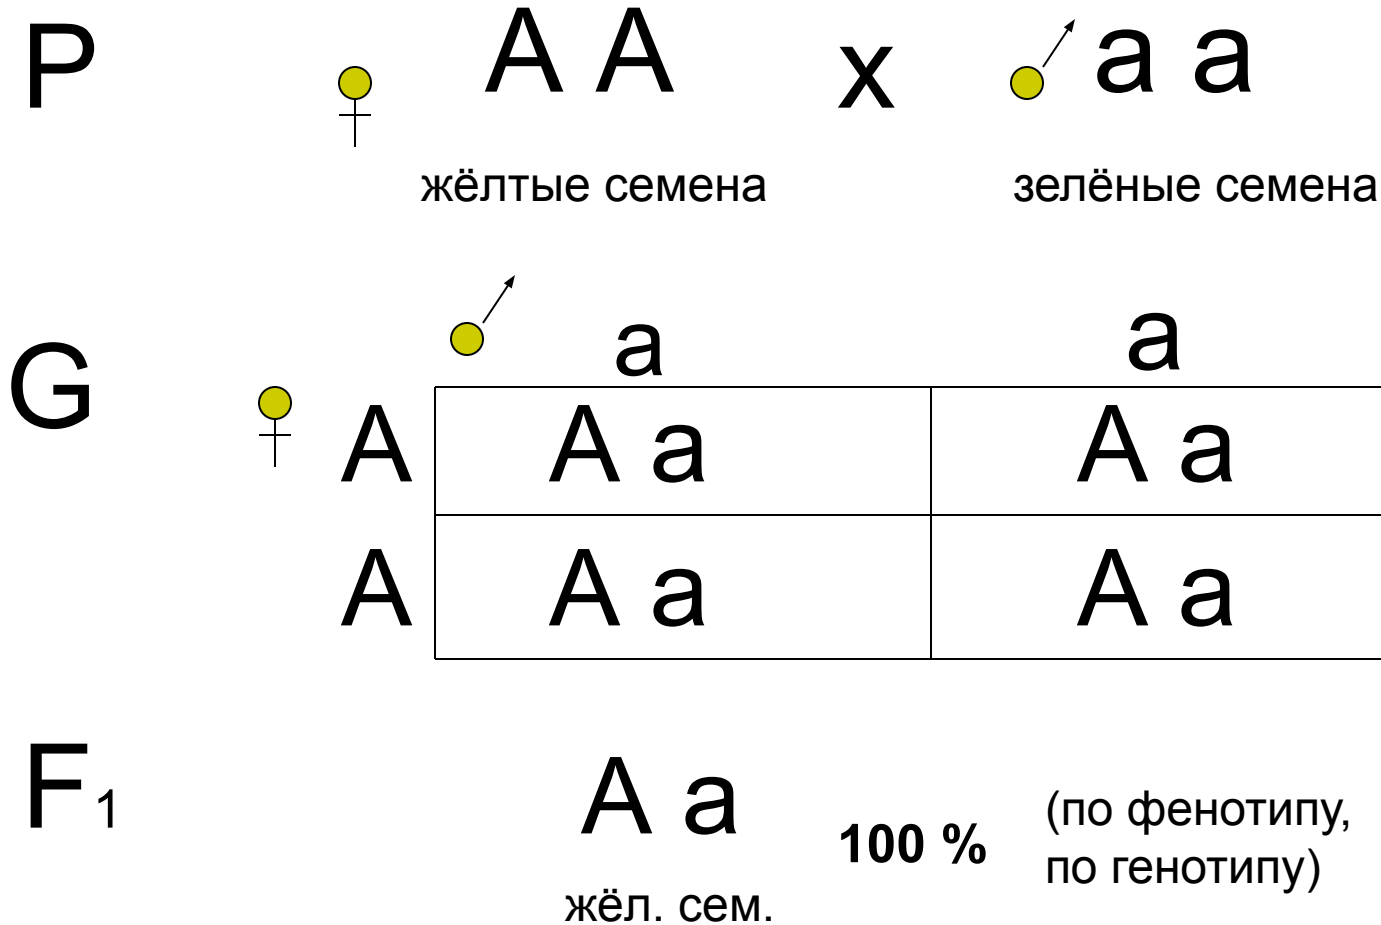 P А А х а а
жёлтые семена зелёные семена
G а а
А А а А а
А А а А а
F1 А а 100 % (по фенотипу,
по генотипу)
жёл. сем.